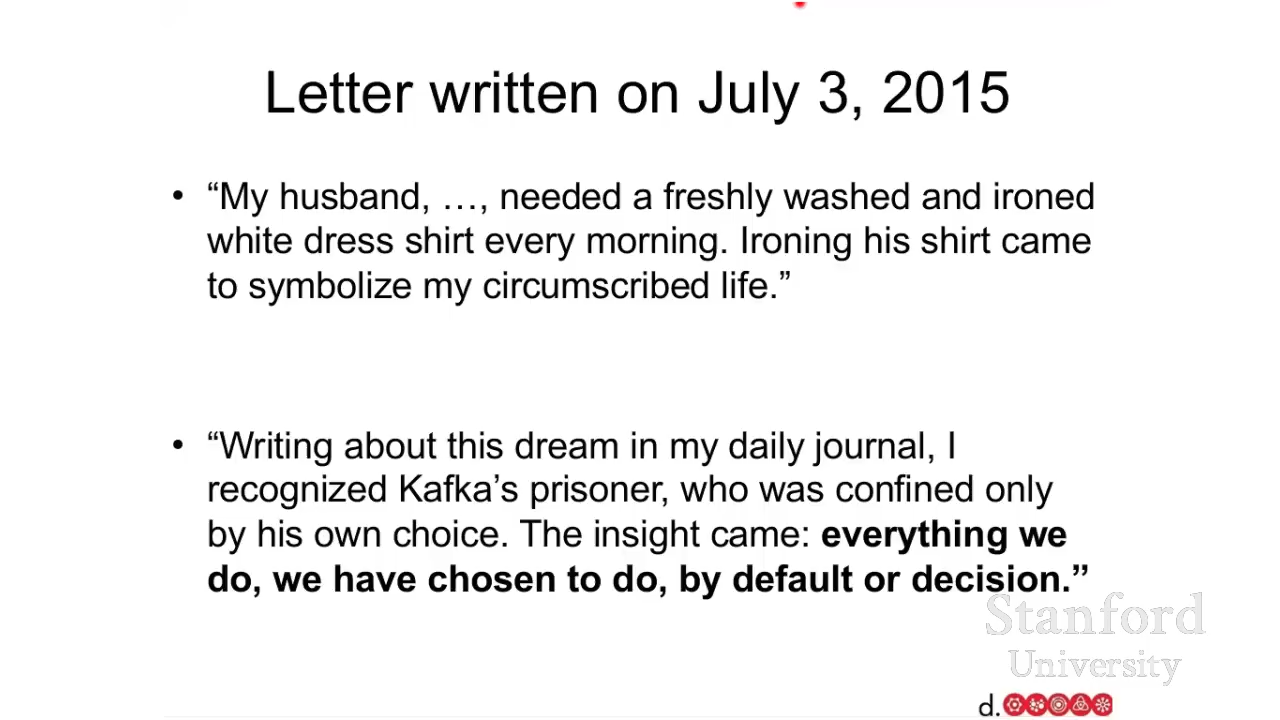 Letter written on July 3, 2015
• “My husband, …, needed a freshly washed and ironed
white dress shirt every morning. Ironing his shirt came
to symbolize my circumscribed life.”
• “Writing about this dream in my daily journal, I
recognized Kafka’s prisoner, who was confined only
by his own choice. The insight came: everything we
do, we have chosen to do, by default or decision.”
Stanford
University
d.